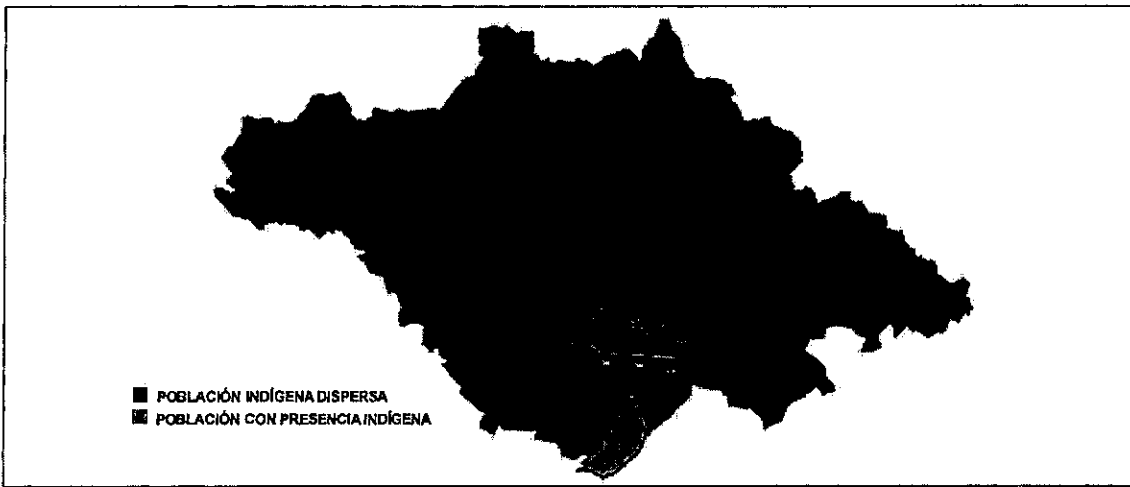 POBLACIÓN INDÍGENA DISPERSA
POBLACIÓN CON PRESENCIA INDÍGENA